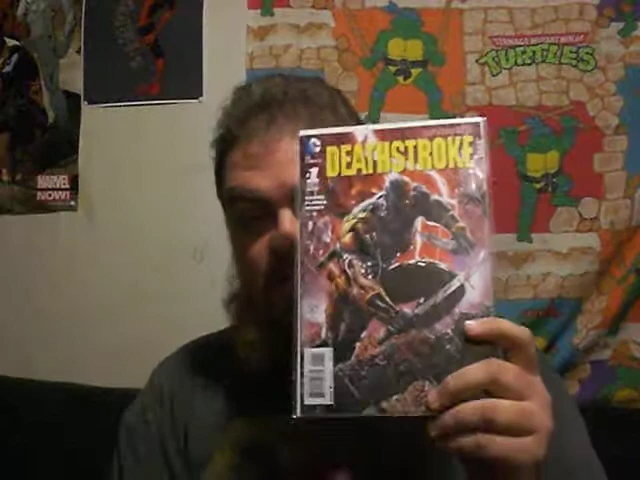 TEENAGE MUTANT NINJA
TURTLES
DEATHSTROKE
#1
MARVEL
NOW!